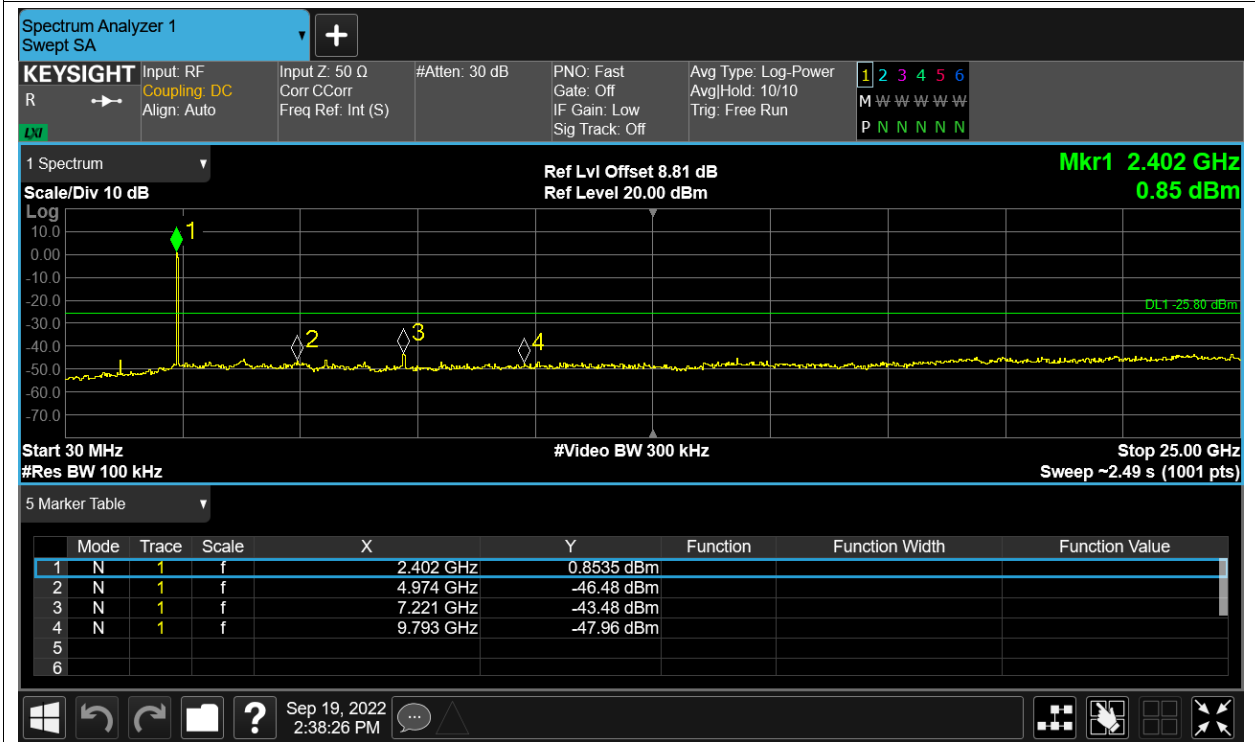 Spectrum Analyzer 1
Swept SA
KEYSIGHT
R
LXI
Input: RF
Coupling: DC
Align: Auto
Input Z: 50 Ω
Corr CCorr
Freq Ref: Int (S)
#Atten: 30 dB
PNO: Fast
Gate: Off
IF Gain: Low
Sig Track: Off
Avg Type: Log-Power
Avg|Hold: 10/10
Trig: Free Run
1 2 3 4 5 6
M W W W W W
P N N N N N
1 Spectrum
Scale/Div 10 dB
Ref Lvl Offset 8.81 dB
Ref Level 20.00 dBm
Mkr1 2.402 GHz
0.85 dBm
Log
10.0
0.00
-10.0
-20.0
-30.0
-40.0
-50.0
-60.0
-70.0
1
2
3
4
DL1 -25.80 dBm
Start 30 MHz
#Res BW 100 kHz
#Video BW 300 kHz
Stop 25.00 GHz
Sweep ~2.49 s (1001 pts)
5 Marker Table
Mode Trace Scale X Y Function Function Width Function Value
1 N 1 f 2.402 GHz 0.8535 dBm
2 N 1 f 4.974 GHz -46.48 dBm
3 N 1 f 7.221 GHz -43.48 dBm
4 N 1 f 9.793 GHz -47.96 dBm
5
6
?
Sep 19, 2022
2:38:26 PM